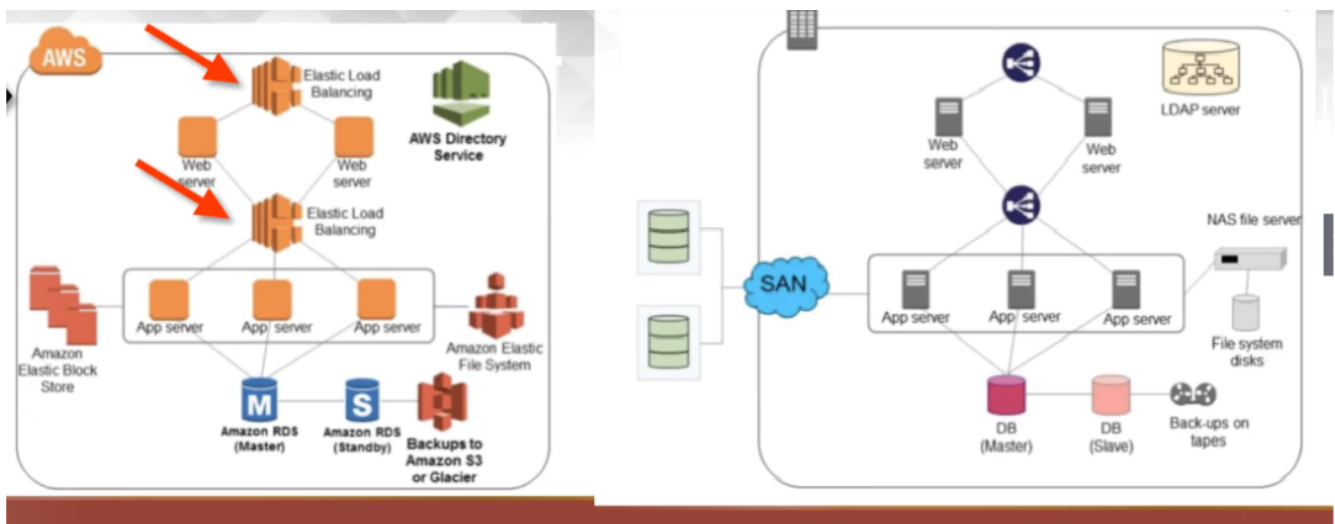 AWS
Elastic Load
Balancing
AWS Directory
Service
Web
server
Web
server
Elastic Load
Balancing
App server
App server
App server
Amazon
Elastic Block
Store
Amazon Elastic
File System
M
S
Amazon RDS
(Master)
Amazon RDS
(Standby)
Backups to
Amazon S3
or Glacier
LDAP server
Web
server
Web
server
NAS file server
SAN
App server
App server
App server
File system
disks
DB
(Master)
DB
(Slave)
Back-ups on
tapes